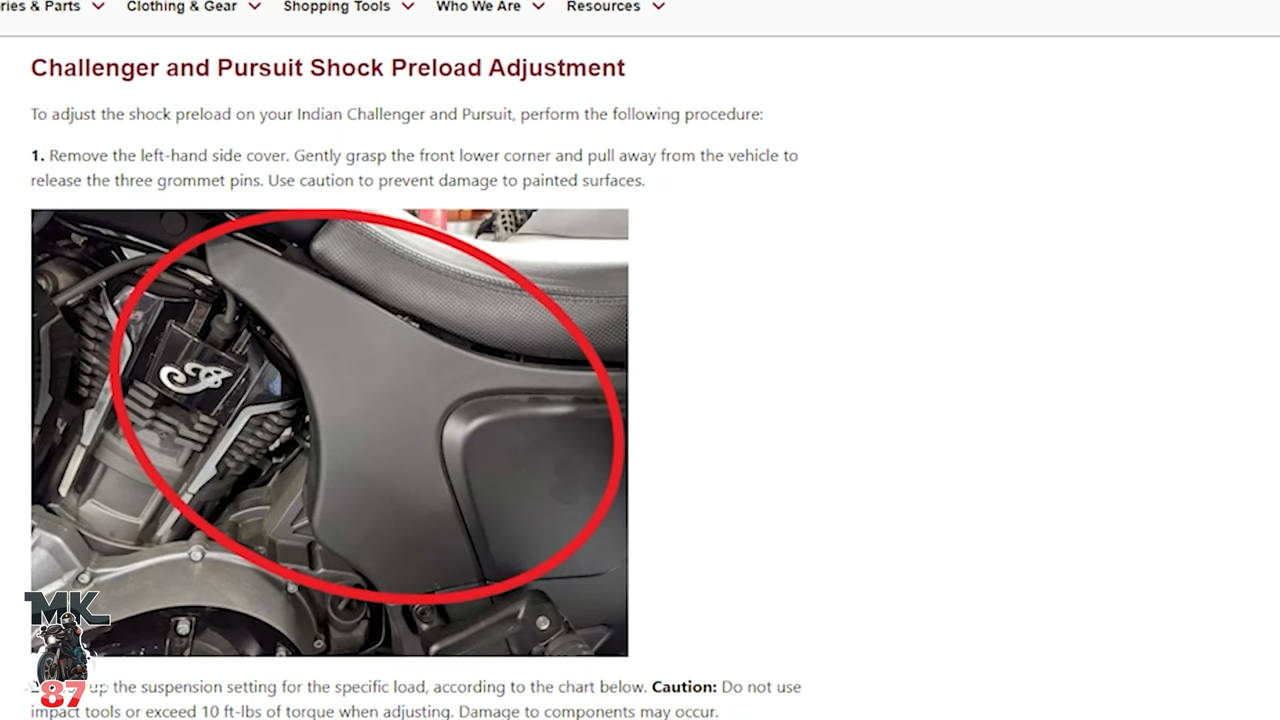 ries & Parts Clothing & Gear Shopping Tools Who We Are Resources
Challenger and Pursuit Shock Preload Adjustment
To adjust the shock preload on your Indian Challenger and Pursuit, perform the following procedure:
1. Remove the left-hand side cover. Gently grasp the front lower corner and pull away from the vehicle to
release the three grommet pins. Use caution to prevent damage to painted surfaces.
MK
87
up the suspension setting for the specific load, according to the chart below. Caution: Do not use
impact tools or exceed 10 ft-lbs of torque when adjusting. Damage to components may occur.